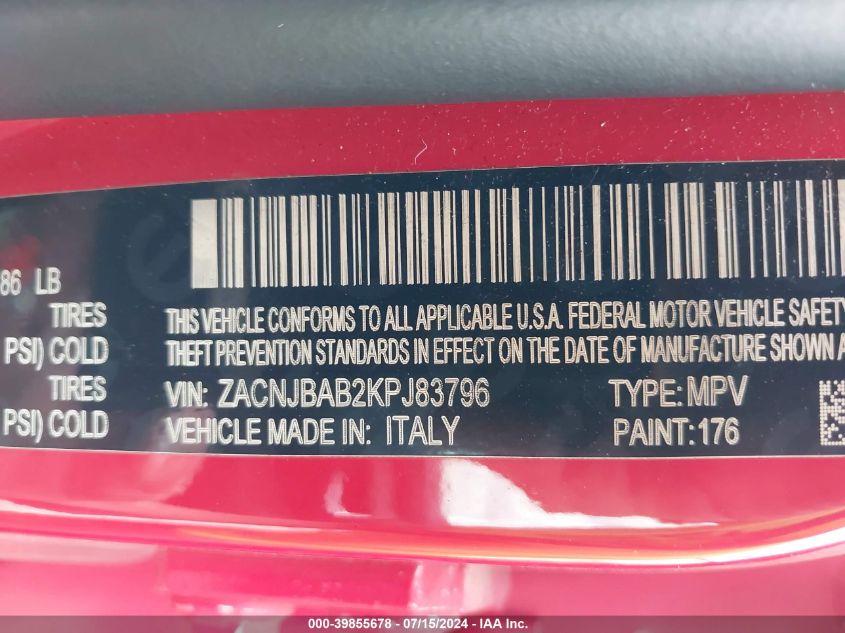 86 LB
TIRES
PSI) COLD
TIRES
PSI) COLD
THIS VEHICLE CONFORMS TO ALL APPLICABLE U.S.A. FEDERAL MOTOR VEHICLE SAFETY
THEFT PREVENTION STANDARDS IN EFFECT ON THE DATE OF MANUFACTURE SHOWN A
VIN: ZACNJBAB2KPJ83796 TYPE: MPV
VEHICLE MADE IN: ITALY PAINT: 176
000-39855678 - 07/15/2024 - IAA Inc.